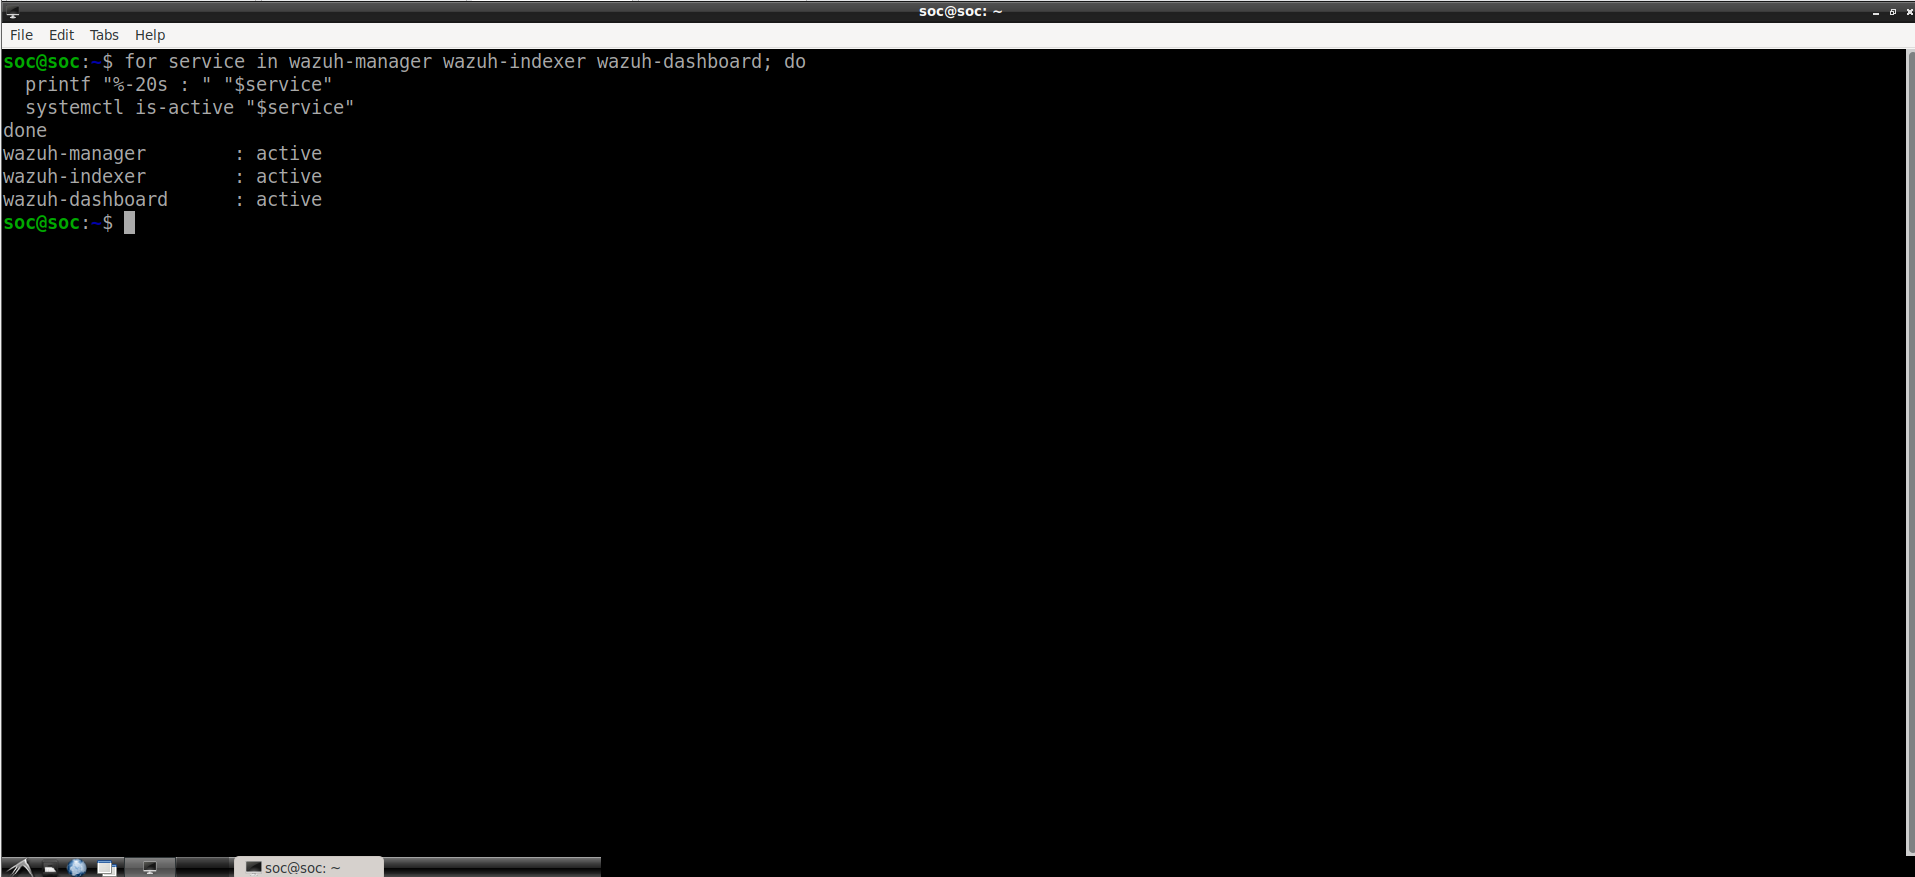 soc@soc: ~
File Edit Tabs Help
soc@soc:~$ for service in wazuh-manager wazuh-indexer wazuh-dashboard; do
  printf "%-20s : " "$service"
  systemctl is-active "$service"
done
wazuh-manager        : active
wazuh-indexer        : active
wazuh-dashboard      : active
soc@soc:~$
soc@soc: ~